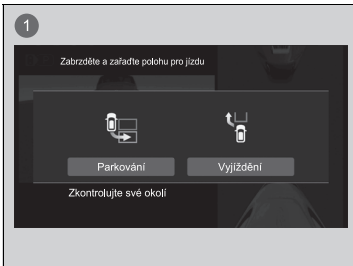 1
Zabrzděte a zařaďte polohu pro jízdu
Parkování
Vyjíždění
Zkontrolujte své okolí